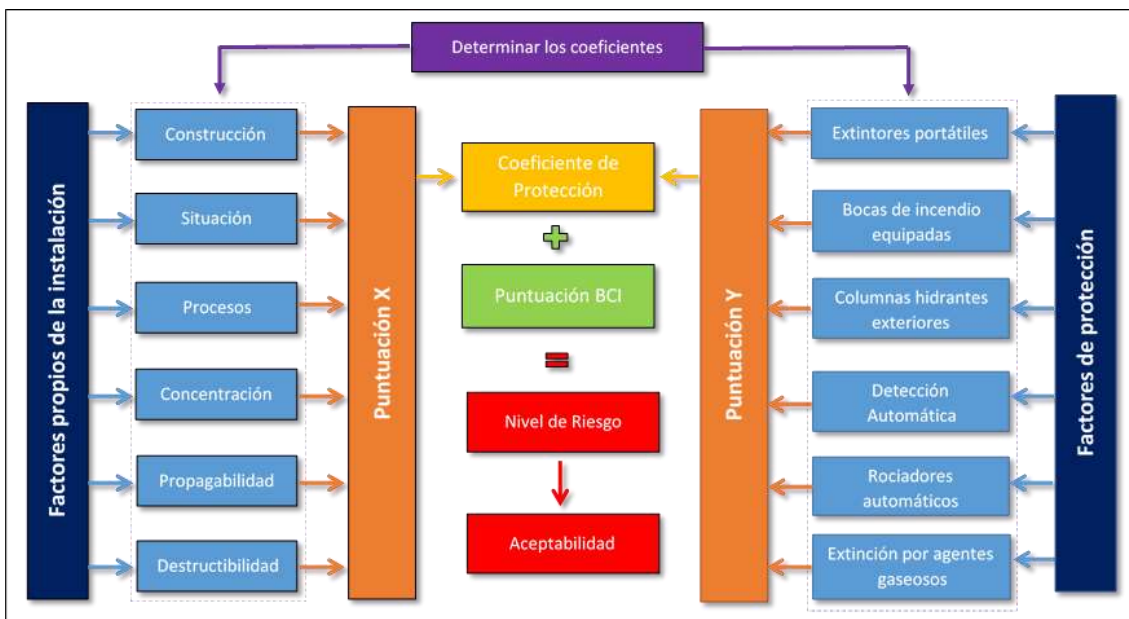 Determinar los coeficientes
Factores propios de la instalación
Construcción
Situación
Procesos
Concentración
Propagabilidad
Destructibilidad
Puntuación X
Coeficiente de
Protección
+
Puntuación BCI
=
Nivel de Riesgo
Aceptabilidad
Puntuación Y
Extintores portátiles
Bocas de incendio
equipadas
Columnas hidrantes
exteriores
Detección
Automática
Rociadores
automáticos
Extinción por agentes
gaseosos
Factores de protección